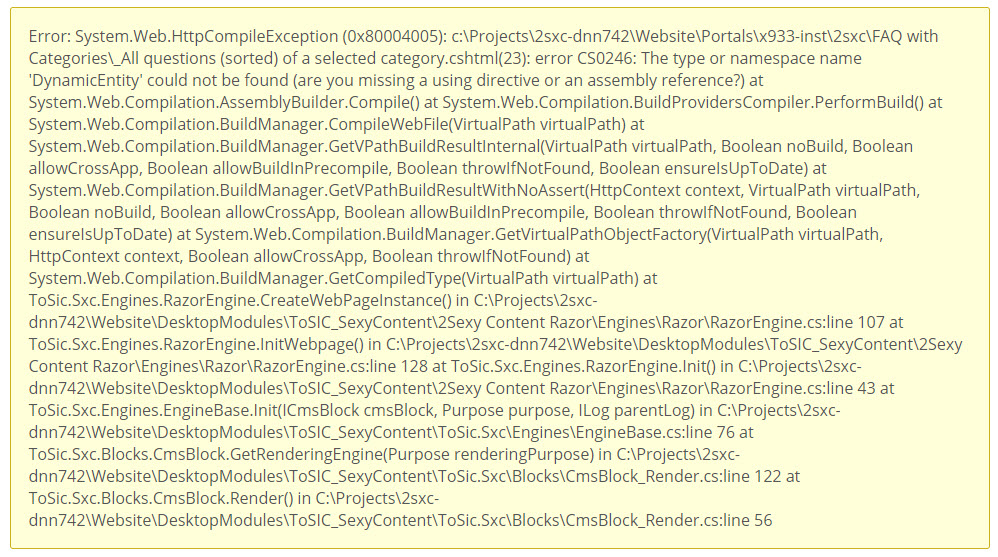 Error: System.Web.HttpCompileException (0x80004005): c:\Projects\2sxc-dnn742\Website\Portals\x933-inst\2sxc\FAQ with
Categories\_All questions (sorted) of a selected category.cshtml(23): error CS0246: The type or namespace name
'DynamicEntity' could not be found (are you missing a using directive or an assembly reference?) at
System.Web.Compilation.AssemblyBuilder.Compile() at System.Web.Compilation.BuildProvidersCompiler.PerformBuild() at
System.Web.Compilation.BuildManager.CompileWebFile(VirtualPath virtualPath) at
System.Web.Compilation.BuildManager.GetVPathBuildResultInternal(VirtualPath virtualPath, Boolean noBuild, Boolean
allowCrossApp, Boolean allowBuildInPrecompile, Boolean throwIfNotFound, Boolean ensureIsUpToDate) at
System.Web.Compilation.BuildManager.GetVPathBuildResultWithNoAssert(HttpContext context, VirtualPath virtualPath,
Boolean noBuild, Boolean allowCrossApp, Boolean allowBuildInPrecompile, Boolean throwIfNotFound, Boolean
ensureIsUpToDate) at System.Web.Compilation.BuildManager.GetVirtualPathObjectFactory(VirtualPath virtualPath,
HttpContext context, Boolean allowCrossApp, Boolean throwIfNotFound) at
System.Web.Compilation.BuildManager.GetCompiledType(VirtualPath virtualPath) at
ToSic.Sxc.Engines.RazorEngine.CreateWebPageInstance() in C:\Projects\2sxc-
dnn742\Website\DesktopModules\ToSIC_SexyContent\2Sexy Content Razor\Engines\Razor\RazorEngine.cs:line 107 at
ToSic.Sxc.Engines.RazorEngine.InitWebpage() in C:\Projects\2sxc-dnn742\Website\DesktopModules\ToSIC_SexyContent\2Sexy
Content Razor\Engines\Razor\RazorEngine.cs:line 128 at ToSic.Sxc.Engines.RazorEngine.Init() in C:\Projects\2sxc-
dnn742\Website\DesktopModules\ToSIC_SexyContent\2Sexy Content Razor\Engines\Razor\RazorEngine.cs:line 43 at
ToSic.Sxc.Engines.EngineBase.Init(ICmsBlock cmsBlock, Purpose purpose, ILog parentLog) in C:\Projects\2sxc-
dnn742\Website\DesktopModules\ToSIC_SexyContent\ToSic.Sxc\Engines\EngineBase.cs:line 76 at
ToSic.Sxc.Blocks.CmsBlock.GetRenderingEngine(Purpose renderingPurpose) in C:\Projects\2sxc-
dnn742\Website\DesktopModules\ToSIC_SexyContent\ToSic.Sxc\Blocks\CmsBlock_Render.cs:line 122 at
ToSic.Sxc.Blocks.CmsBlock.Render() in C:\Projects\2sxc-
dnn742\Website\DesktopModules\ToSIC_SexyContent\ToSic.Sxc\Blocks\CmsBlock_Render.cs:line 56